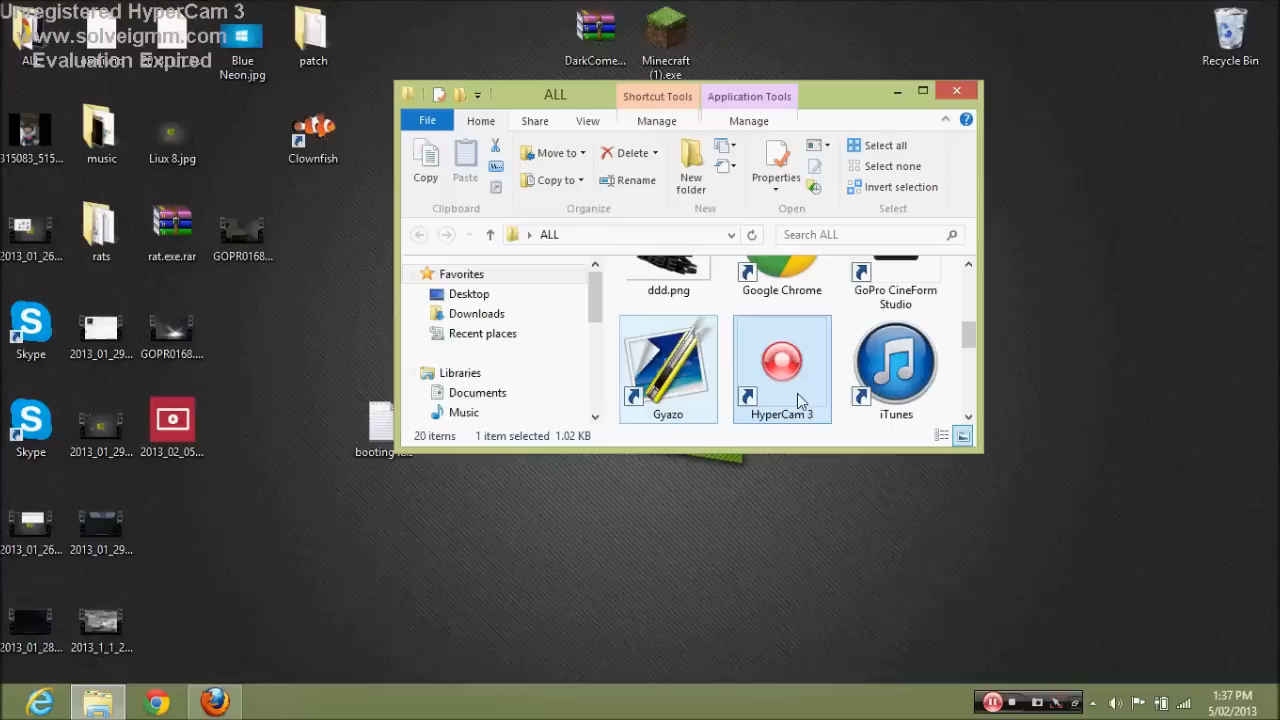 Unregistered HyperCam 3
www.solveigmm.com
Evaluation Expired
Blue
Neon.jpg
patch
DarkCome...
Minecraft
(1).exe
Recycle Bin
315083_515...
music
Liux 8.jpg
Clownfish
2013_01_26...
rats
rat.exe.rar
GOPR0168...
Skype
2013_01_29...
GOPR0168....
Skype
2013_01_29...
2013_02_05...
2013_01_26...
2013_01_29...
2013_01_28...
2013_1_1_2...
ALL
Shortcut Tools
Application Tools
File
Home
Share
View
Manage
Manage
Copy
Paste
Move to
Copy to
Delete
Rename
New
folder
Properties
Select all
Select none
Invert selection
Clipboard
Organize
New
Open
Select
ALL
Search ALL
Favorites
Desktop
Downloads
Recent places
Libraries
Documents
Music
ddd.png
Google Chrome
GoPro CineForm
Studio
Gyazo
HyperCam 3
iTunes
20 items
1 item selected
1.02 KB
1:37 PM
5/02/2013